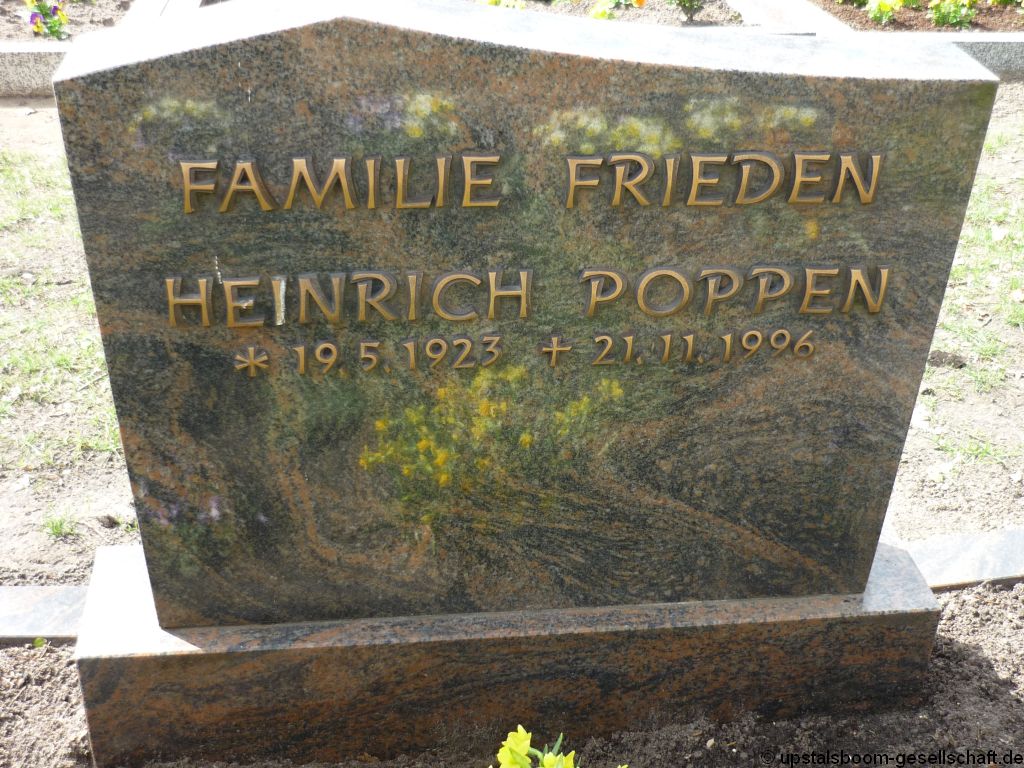 FAMILIE FRIEDEN
HEINRICH POPPEN
* 19.5.1923 + 21.11.1996
© upstalsboom-gesellschaft.de